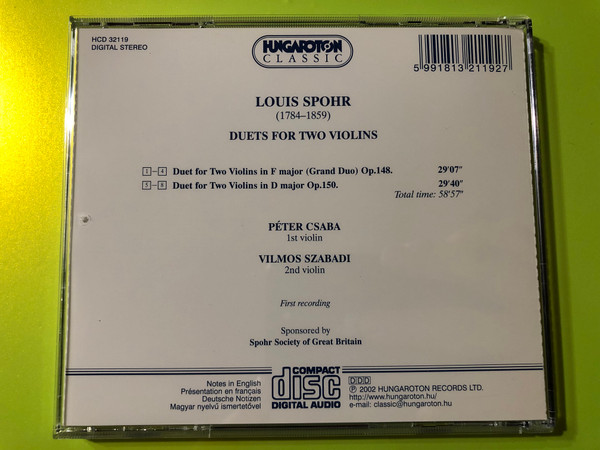 HCD 32119
DIGITAL STEREO
HUNGAROTON
CLASSIC
5 991813 211927
LOUIS SPOHR
(1784–1859)
DUETS FOR TWO VIOLINS
1–4 Duet for Two Violins in F major (Grand Duo) Op.148. 29'07"
5–8 Duet for Two Violins in D major Op.150. 29'40"
Total time: 58'57"
PÉTER CSABA
1st violin
VILMOS SZABADI
2nd violin
First recording
Sponsored by
Spohr Society of Great Britain
Notes in English
Présentation en français
Deutsche Notizen
Magyar nyelvű ismertetővel
COMPACT
disc
DIGITAL AUDIO
DDD
℗ 2002 HUNGAROTON RECORDS LTD.
http://www.hungaroton.hu/
e-mail: classic@hungaroton.hu